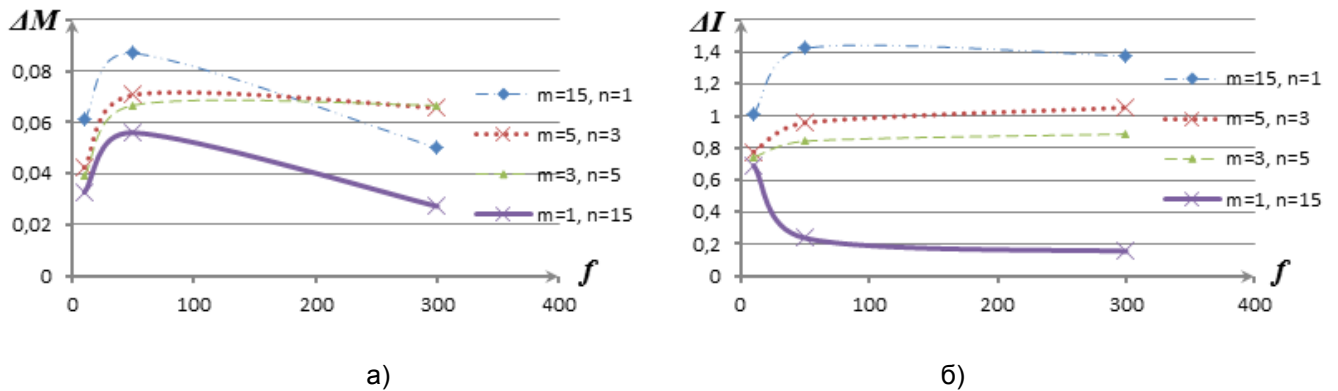 ΔM
0,08
0,06
0,04
0,02
0
0
100
200
300
400
f
m=15, n=1
m=5, n=3
m=3, n=5
m=1, n=15
а)
ΔI
1,4
1,2
1
0,8
0,6
0,4
0,2
0
0
100
200
300
400
f
m=15, n=1
m=5, n=3
m=3, n=5
m=1, n=15
б)